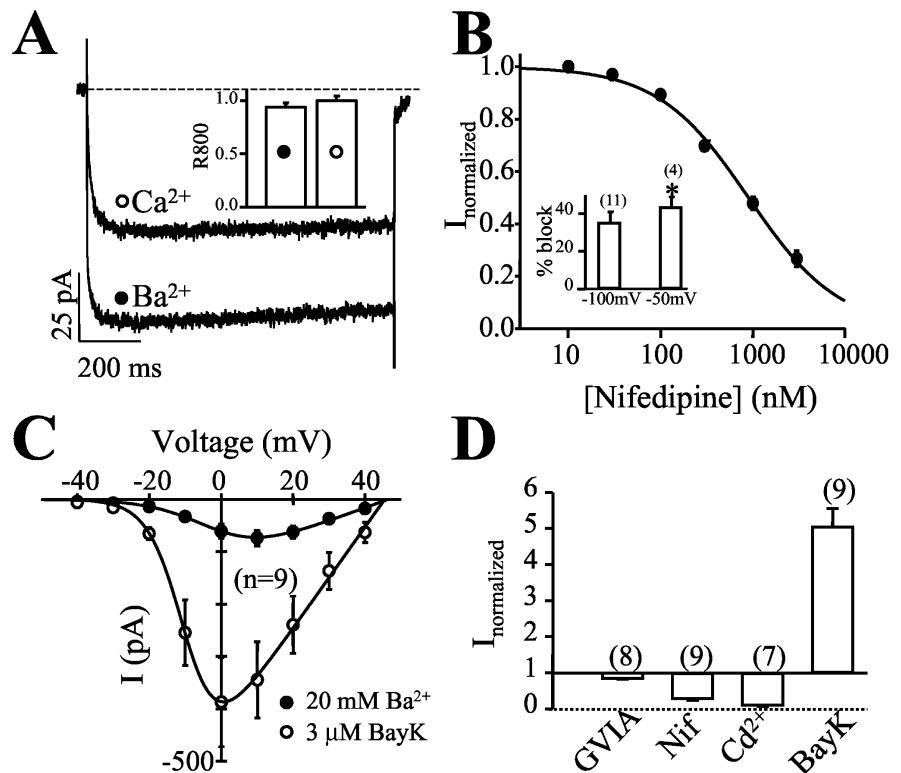 A
R800
1.0
0.5
0.0
Ca²⁺
Ba²⁺
25 pA
200 ms
B
I normalized
1.0
0.8
0.6
0.4
0.2
0.0
% block
40
20
0
(11)
(4)
*
-100mV -50mV
10 100 1000 10000
[Nifedipine] (nM)
C
Voltage (mV)
-40 -20 0 20 40
(n=9)
I (pA)
20 mM Ba²⁺
3 µM BayK
-500
D
I normalized
6
5
4
3
2
1
0
(8) (9) (7) (9)
GVIA Nif Cd²⁺ BayK